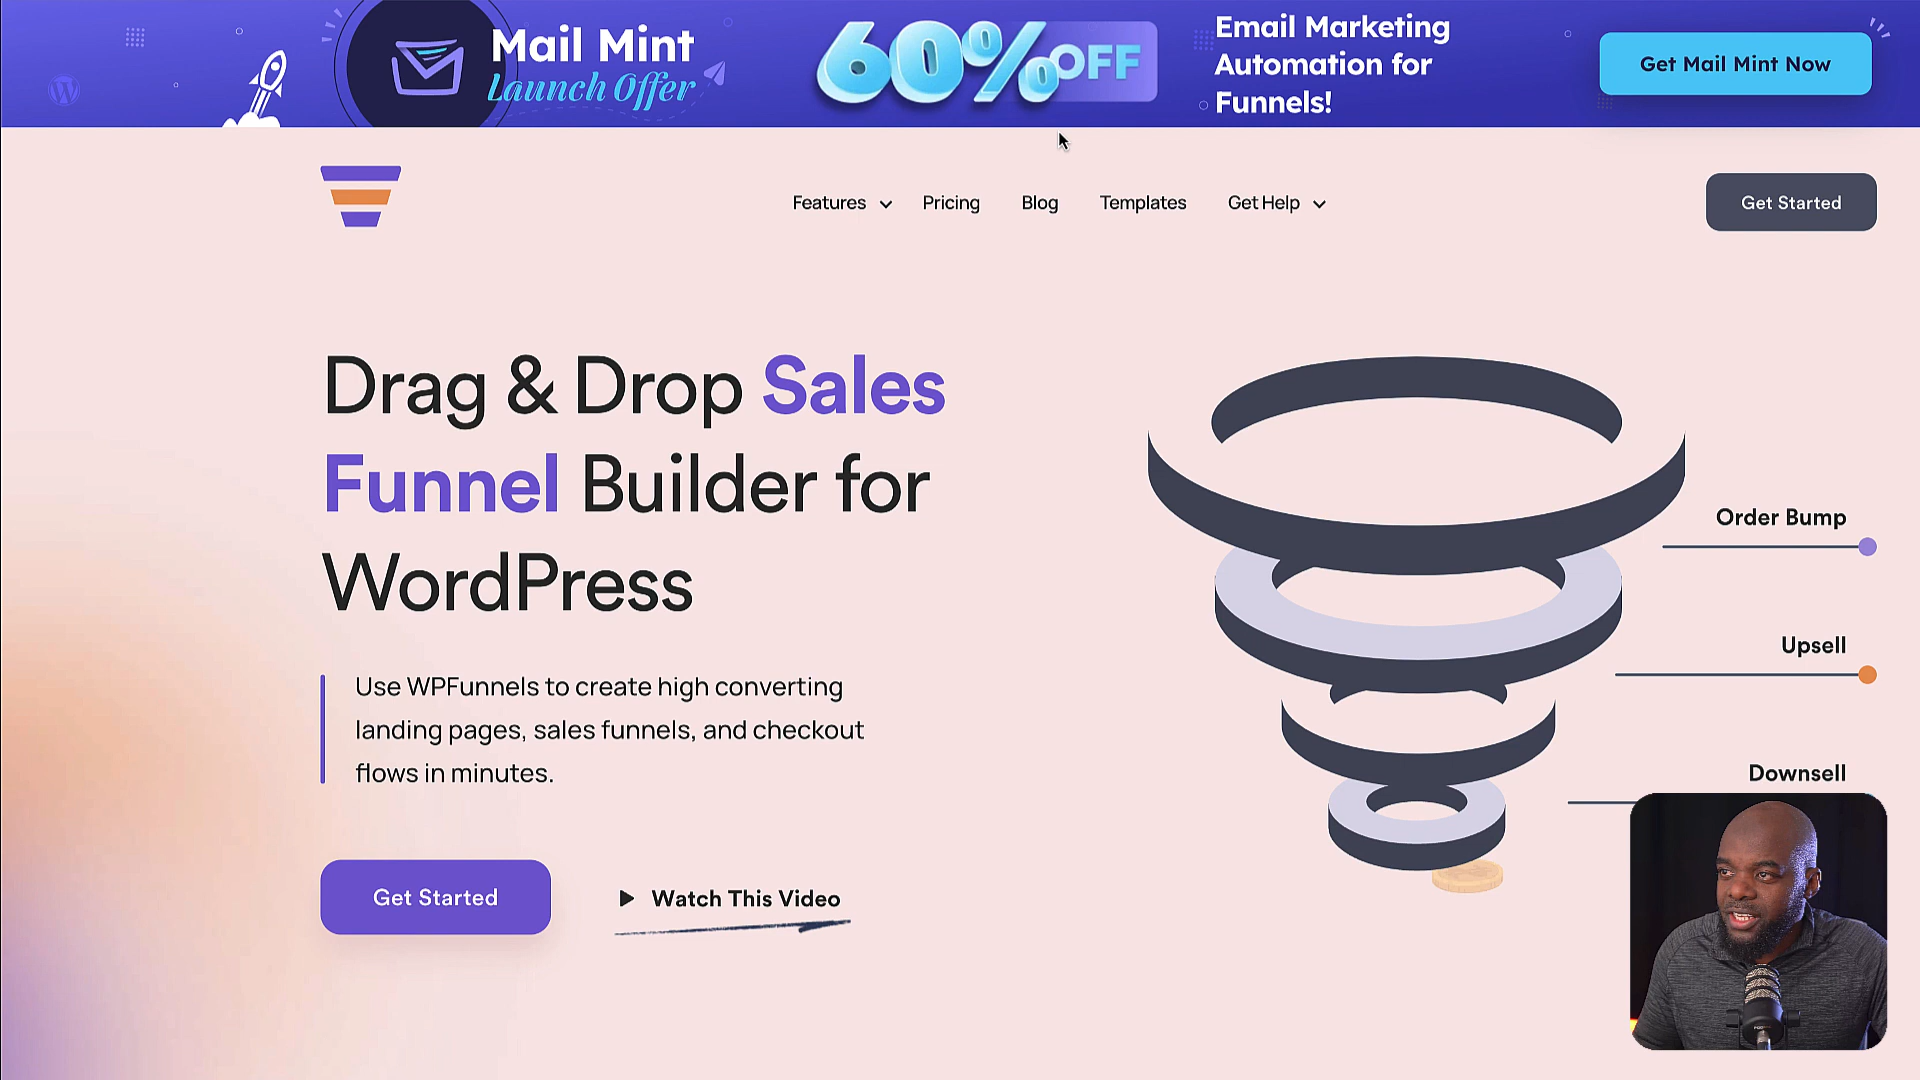 Mail Mint
Launch Offer
60% OFF
Email Marketing
Automation for
Funnels!
Get Mail Mint Now
Features
Pricing
Blog
Templates
Get Help
Get Started
Drag & Drop Sales
Funnel Builder for
WordPress
Use WPFunnels to create high converting
landing pages, sales funnels, and checkout
flows in minutes.
Get Started
Watch This Video
Order Bump
Upsell
Downsell